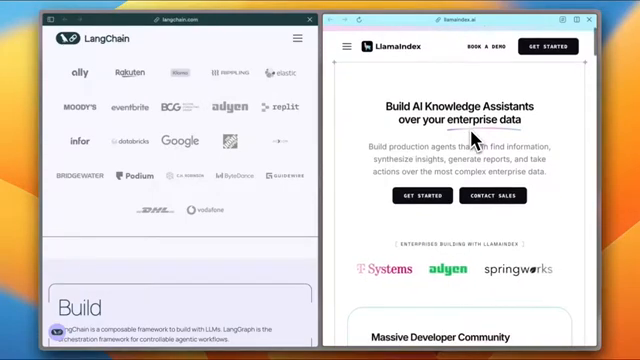 langchain.com
LangChain
ally
Rakuten
Klarna
RIPPLING
elastic
MOODY'S
eventbrite
BCG
adyen
replit
infor
databricks
Google
BRIDGEWATER
Podium
C.H. ROBINSON
ByteDance
GUIDEWIRE
DHL
vodafone
Build
LangChain is a composable framework to build with LLMs. LangGraph is the
orchestration framework for controllable agentic workflows.
llamaindex.ai
LlamaIndex
BOOK A DEMO
GET STARTED
Build AI Knowledge Assistants
over your enterprise data
Build production agents that can find information,
synthesize insights, generate reports, and take
actions over the most complex enterprise data.
GET STARTED
CONTACT SALES
[ ENTERPRISES BUILDING WITH LLAMAINDEX ]
T Systems
adyen
springworks
Massive Developer Community